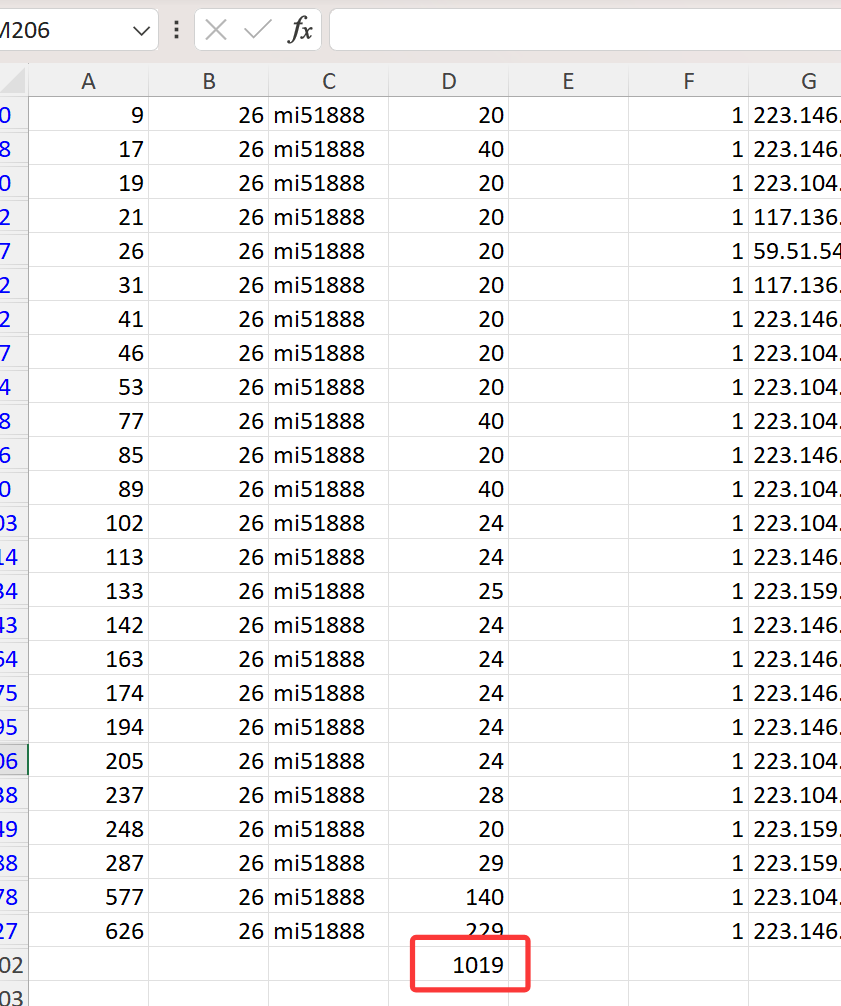 M206 fx
A B C D E F G
0 9 26 mi51888 20 1 223.146.
8 17 26 mi51888 40 1 223.146.
0 19 26 mi51888 20 1 223.104.
2 21 26 mi51888 20 1 117.136.
7 26 26 mi51888 20 1 59.51.54
2 31 26 mi51888 20 1 117.136.
2 41 26 mi51888 20 1 223.146.
7 46 26 mi51888 20 1 223.104.
4 53 26 mi51888 20 1 223.104.
8 77 26 mi51888 40 1 223.104.
6 85 26 mi51888 20 1 223.146.
0 89 26 mi51888 40 1 223.104.
03 102 26 mi51888 24 1 223.104.
14 113 26 mi51888 24 1 223.146.
34 133 26 mi51888 25 1 223.159.
43 142 26 mi51888 24 1 223.146.
64 163 26 mi51888 24 1 223.146.
75 174 26 mi51888 24 1 223.146.
95 194 26 mi51888 24 1 223.146.
06 205 26 mi51888 24 1 223.104.
38 237 26 mi51888 28 1 223.104.
49 248 26 mi51888 20 1 223.159.
88 287 26 mi51888 29 1 223.159.
78 577 26 mi51888 140 1 223.104.
27 626 26 mi51888 229 1 223.146.
02 1019
03